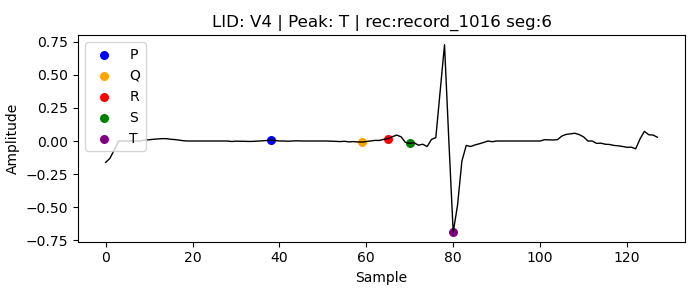 LID: V4 | Peak: T | rec:record_1016 seg:6
Amplitude
0.75
0.50
0.25
0.00
−0.25
−0.50
−0.75
P
Q
R
S
T
0 20 40 60 80 100 120
Sample